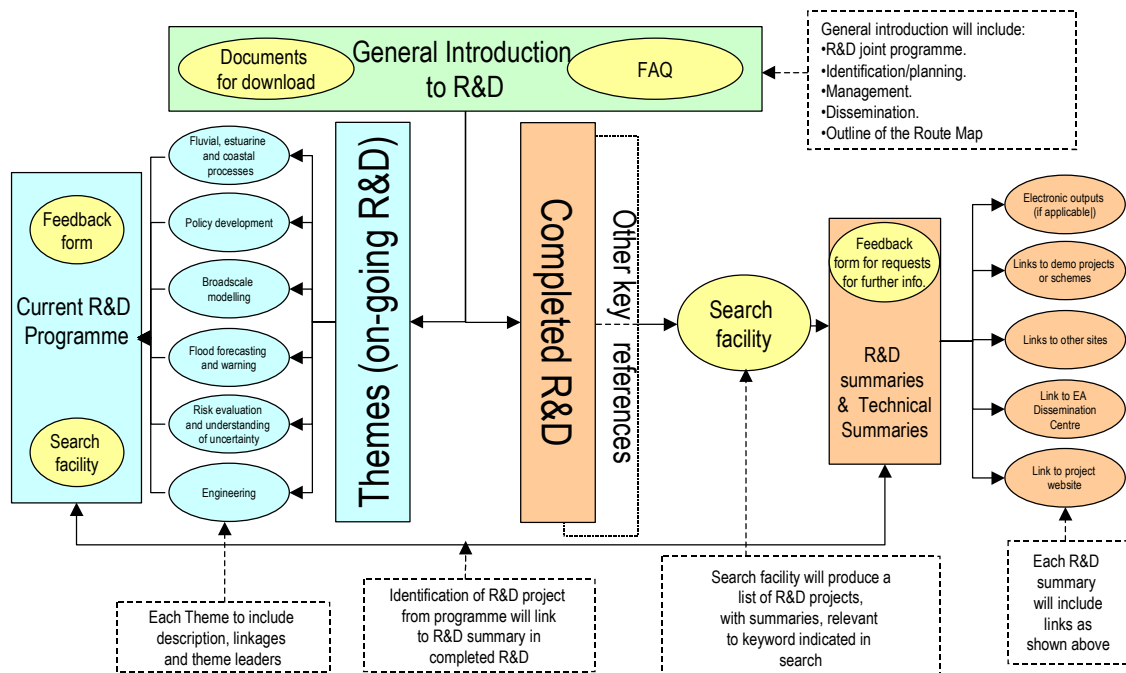 General Introduction
to R&D
Documents
for download
FAQ
General introduction will include:
•R&D joint programme.
•Identification/planning.
•Management.
•Dissemination.
•Outline of the Route Map
Current R&D
Programme
Feedback
form
Search
facility
Fluvial, estuarine
and coastal
processes
Policy development
Broadscale
modelling
Flood forecasting
and warning
Risk evaluation
and understanding
of uncertainty
Engineering
Themes (on-going R&D)
Completed R&D
Other key references
Search
facility
Feedback
form for requests
for further info.
R&D
summaries
& Technical
Summaries
Electronic outputs
(if applicable|)
Links to demo projects
or schemes
Links to other sites
Link to EA
Dissemination
Centre
Link to project
website
Each Theme to include
description, linkages
and theme leaders
Identification of R&D project
from programme will link
to R&D summary in
completed R&D
Search facility will produce a
list of R&D projects,
with summaries, relevant
to keyword indicated in
search
Each R&D
summary
will include
links as
shown above